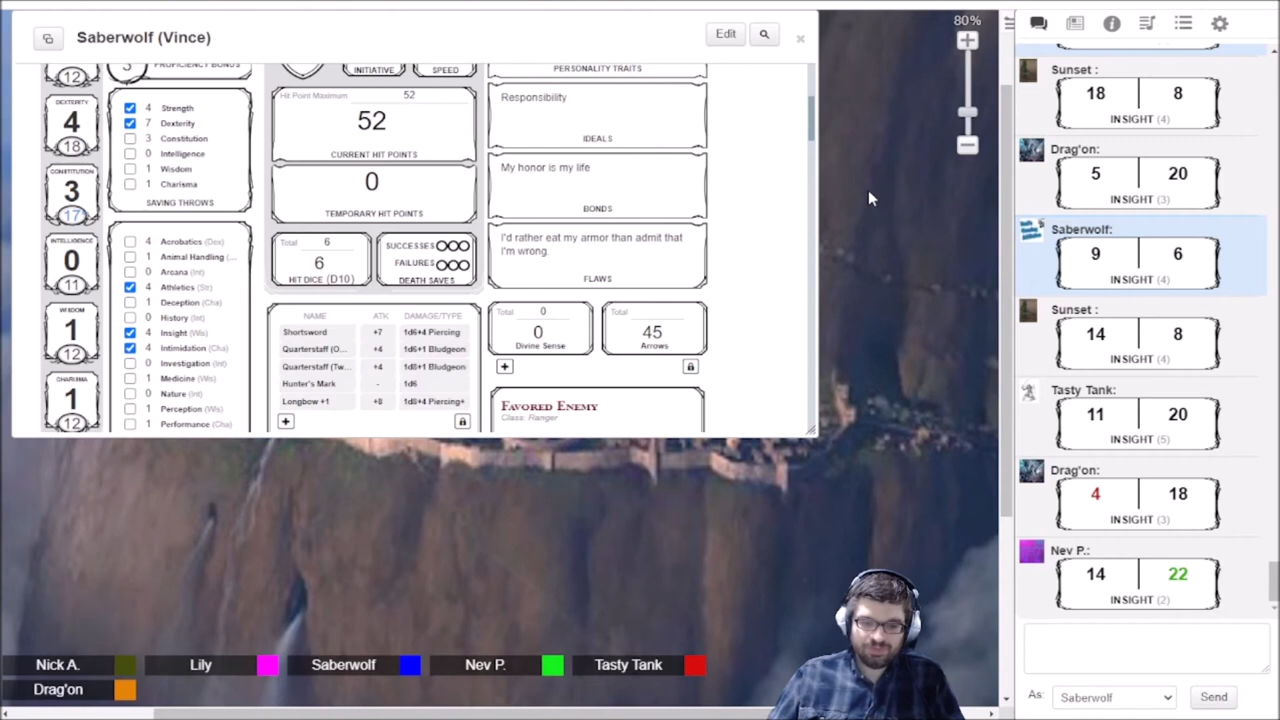 Saberwolf (Vince)
Edit
80%
12
3
PROFICIENCY BONUS
INITIATIVE
SPEED
PERSONALITY TRAITS
DEXTERITY
4
18
CONSTITUTION
3
17
INTELLIGENCE
0
11
WISDOM
1
12
CHARISMA
1
12
4 Strength
7 Dexterity
3 Constitution
0 Intelligence
1 Wisdom
1 Charisma
SAVING THROWS
4 Acrobatics (Dex)
1 Animal Handling (...
0 Arcana (Int)
4 Athletics (Str)
1 Deception (Cha)
0 History (Int)
4 Insight (Wis)
4 Intimidation (Cha)
0 Investigation (Int)
1 Medicine (Wis)
0 Nature (Int)
1 Perception (Wis)
1 Performance (Cha)
Hit Point Maximum 52
52
CURRENT HIT POINTS
0
TEMPORARY HIT POINTS
Total 6
6
HIT DICE (D10)
SUCCESSES
FAILURES
DEATH SAVES
NAME ATK DAMAGE/TYPE
Shortsword +7 1d6+4 Piercing
Quarterstaff (O... +4 1d6+1 Bludgeon
Quarterstaff (Tw... +4 1d8+1 Bludgeon
Hunter's Mark - 1d6
Longbow +1 +8 1d8+4 Piercing+
Responsibility
IDEALS
My honor is my life
BONDS
I'd rather eat my armor than admit that
I'm wrong.
FLAWS
Total 0
0
Divine Sense
Total
45
Arrows
FAVORED ENEMY
Class: Ranger
Sunset :
18 8
INSIGHT (4)
Drag'on:
5 20
INSIGHT (3)
Saberwolf:
9 6
INSIGHT (4)
Sunset :
14 8
INSIGHT (4)
Tasty Tank:
11 20
INSIGHT (5)
Drag'on:
4 18
INSIGHT (3)
Nev P.:
14 22
INSIGHT (2)
As: Saberwolf Send
Nick A. Lily Saberwolf Nev P. Tasty Tank
Drag'on